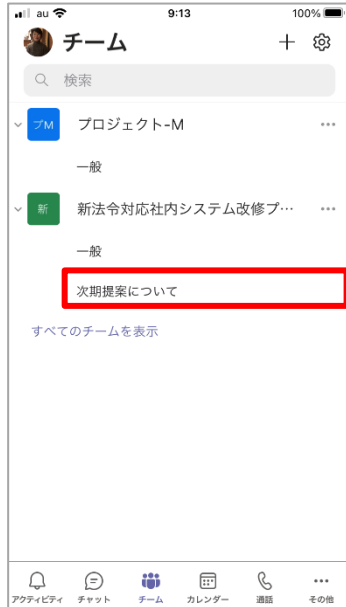 au 9:13 100%
チーム
検索
プM プロジェクト-M
一般
新 新法令対応社内システム改修プ…
一般
次期提案について
すべてのチームを表示
アクティビティ チャット チーム カレンダー 通話 その他